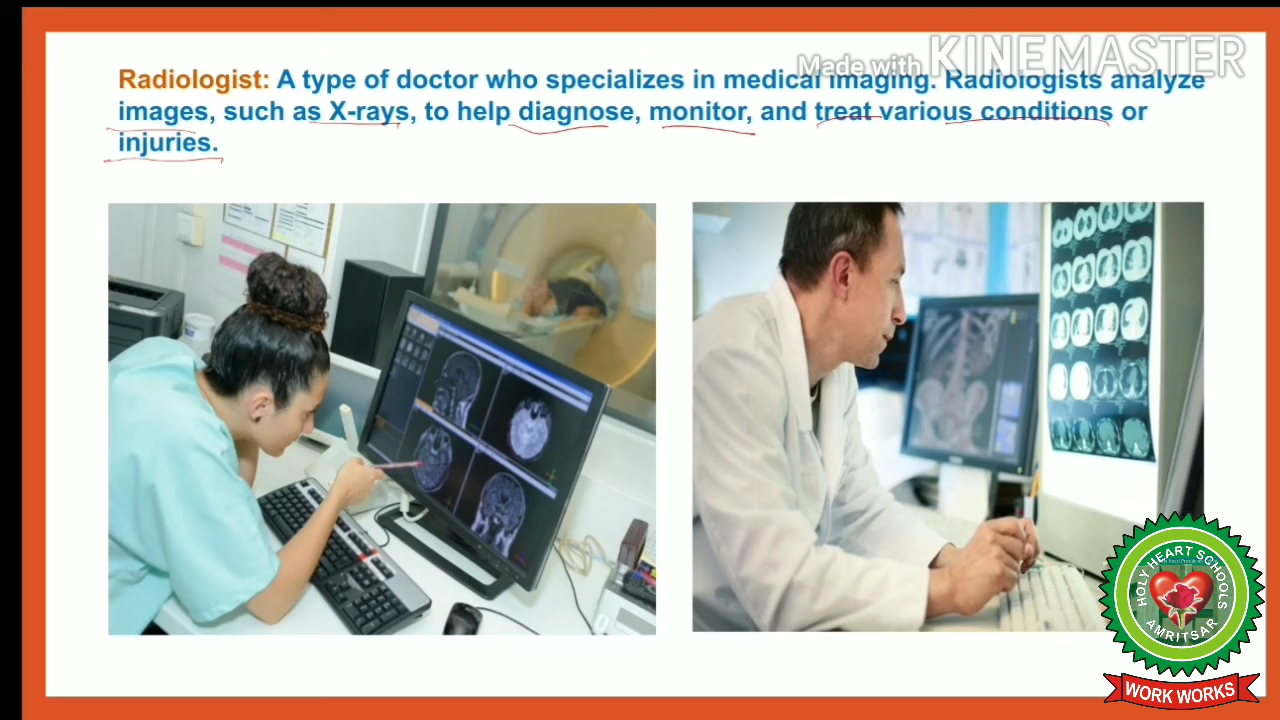 Made with KINEMASTER
Radiologist: A type of doctor who specializes in medical imaging. Radiologists analyze
images, such as X-rays, to help diagnose, monitor, and treat various conditions or
injuries.
HOLY HEART SCHOOLS
AMRITSAR
WORK WORKS